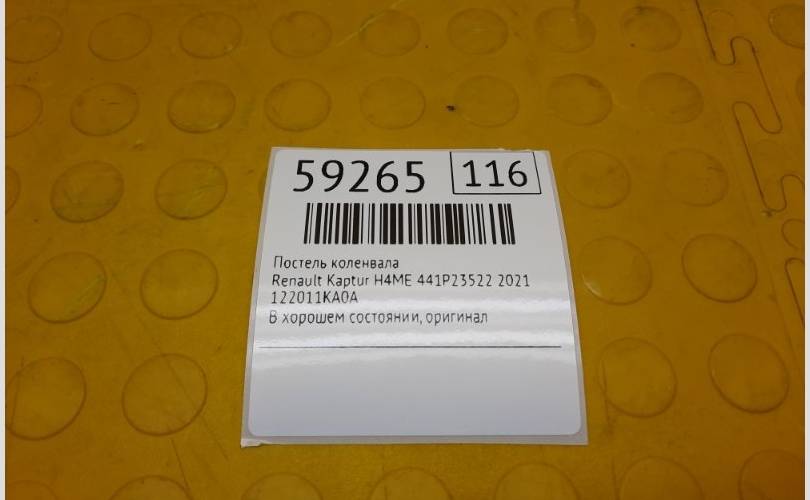 59265 116
Постель коленвала
Renault Kaptur H4ME 441P23522 2021
122011KA0A
В хорошем состоянии, оригинал